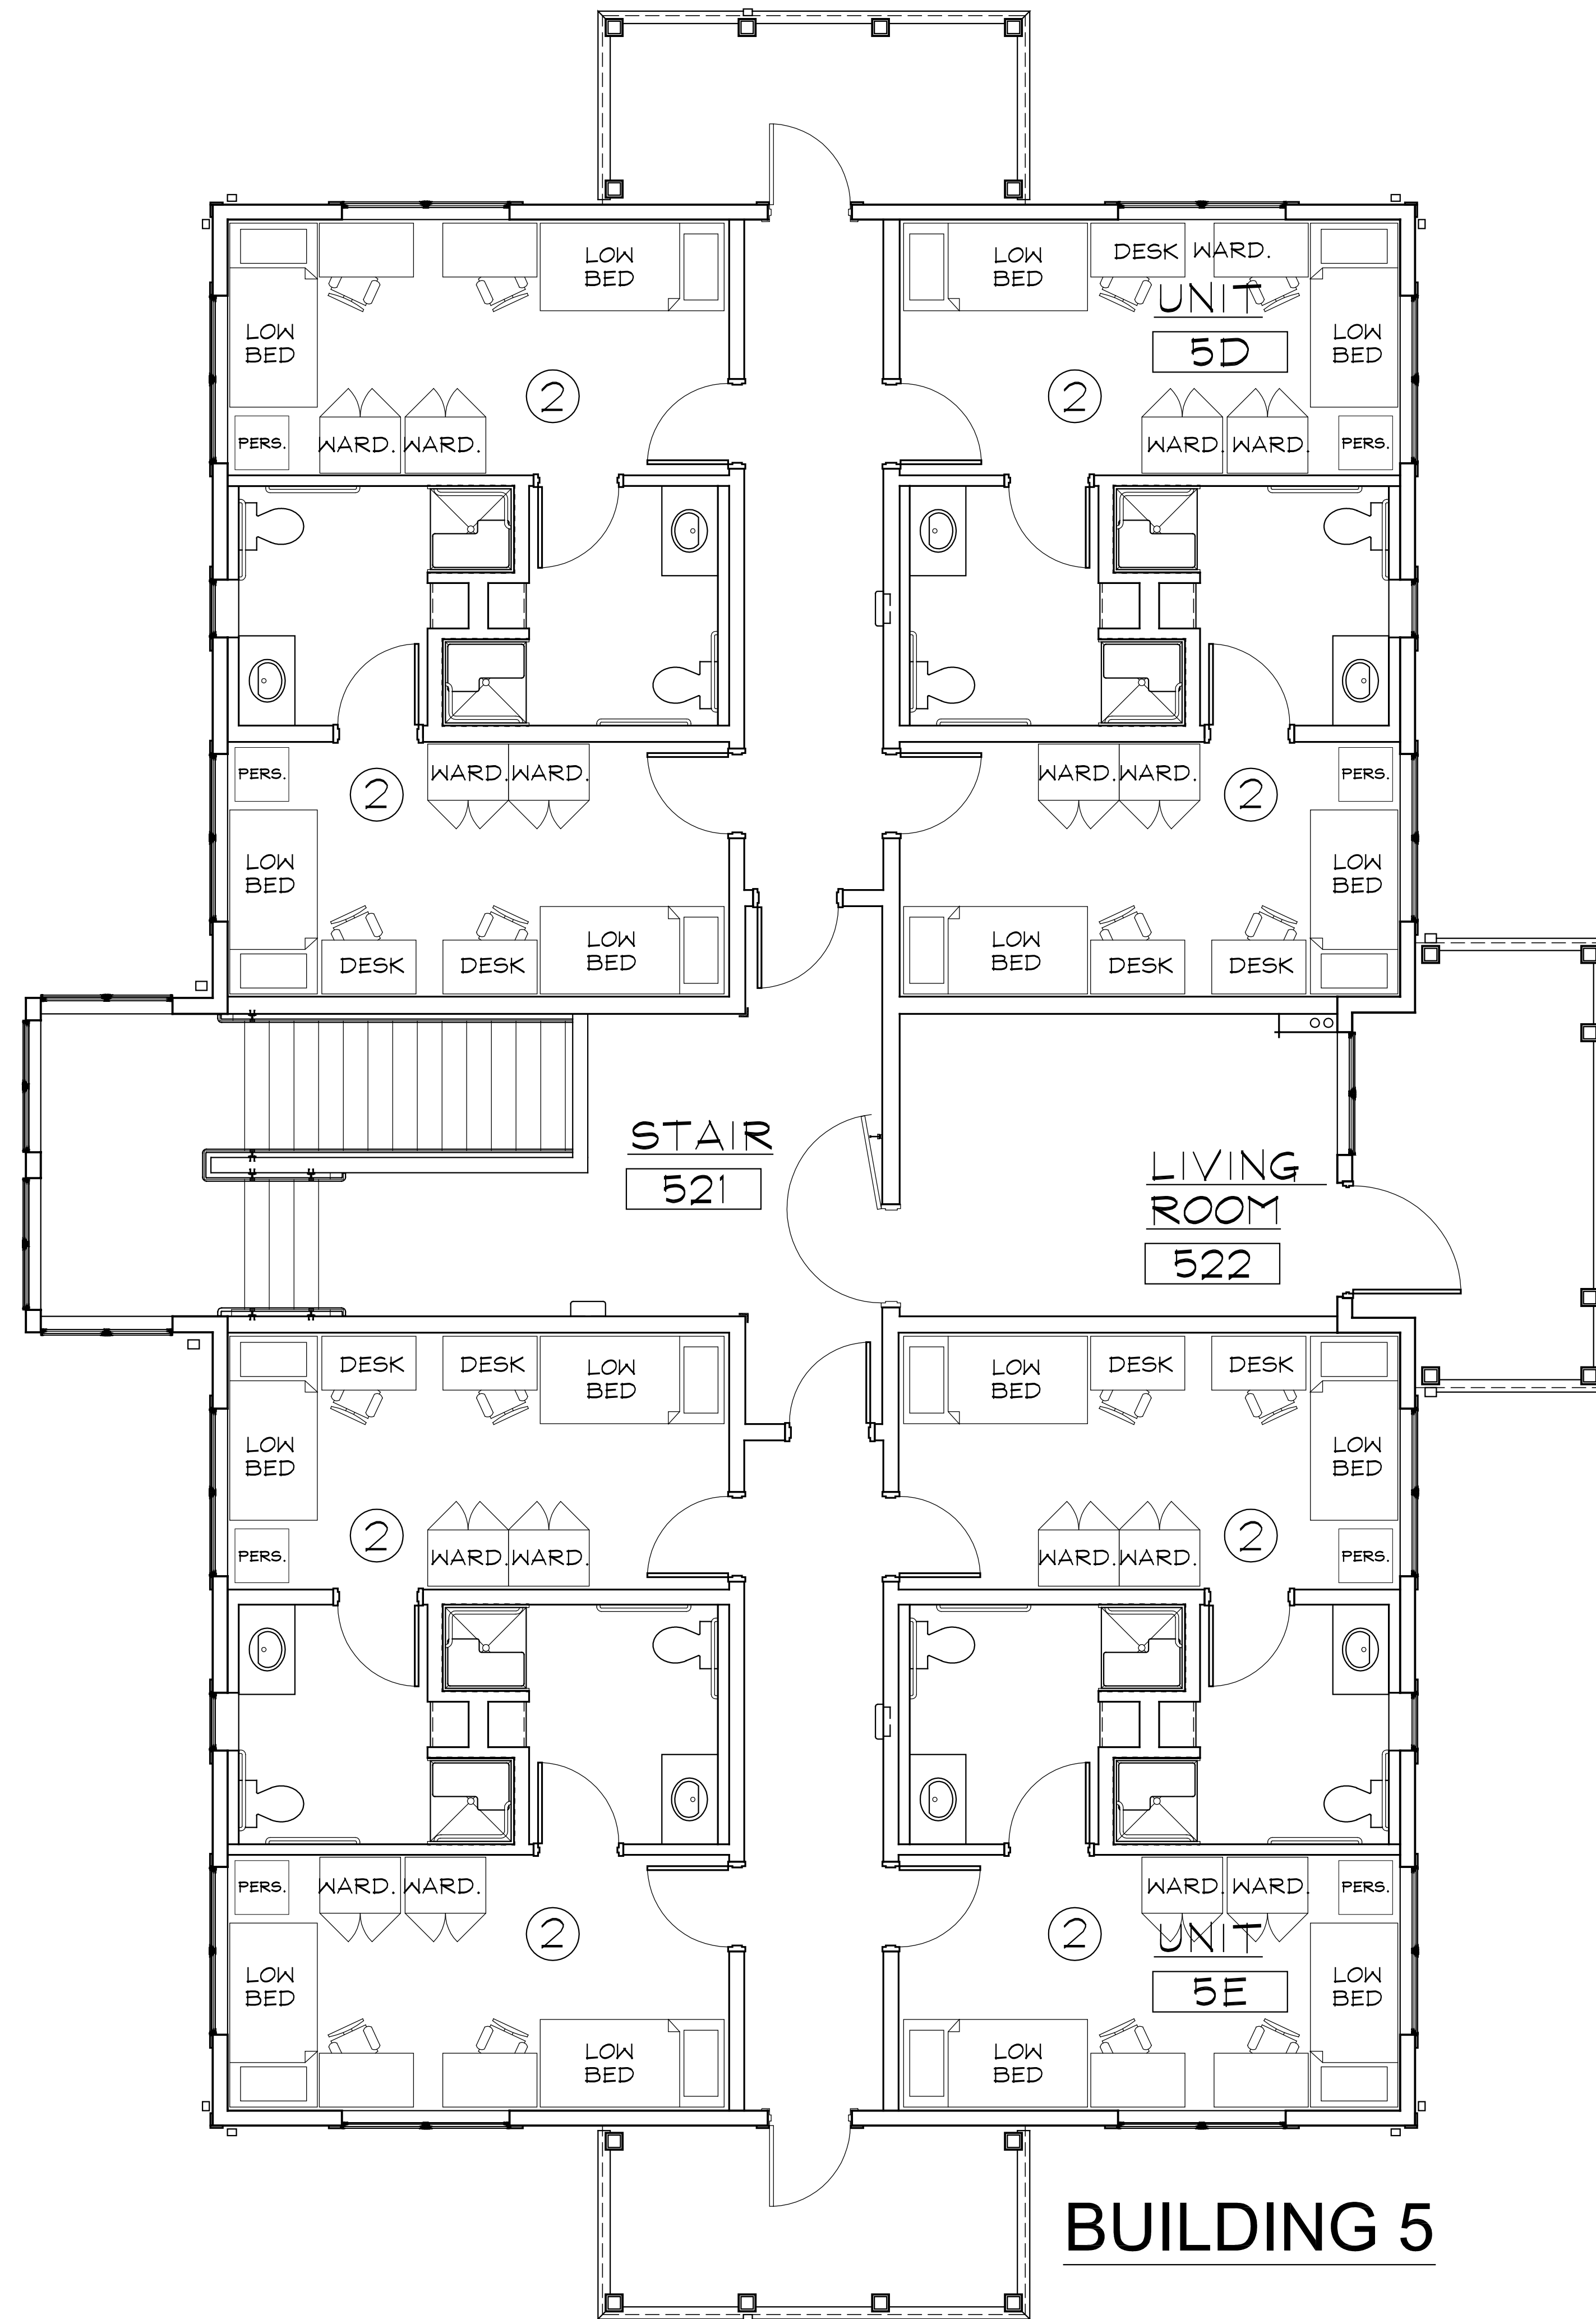 LOW
BED
LOW
BED
DESK
WARD.
UNIT
5D
LOW
BED
LOW
BED
2
2
PERS.
WARD.
WARD.
WARD.
WARD.
PERS.
PERS.
2
WARD.
WARD.
WARD.
WARD.
2
PERS.
LOW
BED
LOW
BED
DESK
DESK
LOW
BED
LOW
BED
DESK
DESK
STAIR
521
LIVING
ROOM
522
DESK
DESK
LOW
BED
LOW
BED
DESK
DESK
LOW
BED
LOW
BED
PERS.
2
WARD.
WARD.
WARD.
WARD.
2
PERS.
PERS.
WARD.
WARD.
WARD.
WARD.
PERS.
2
2
UNIT
5E
LOW
BED
LOW
BED
LOW
BED
LOW
BED
BUILDING 5